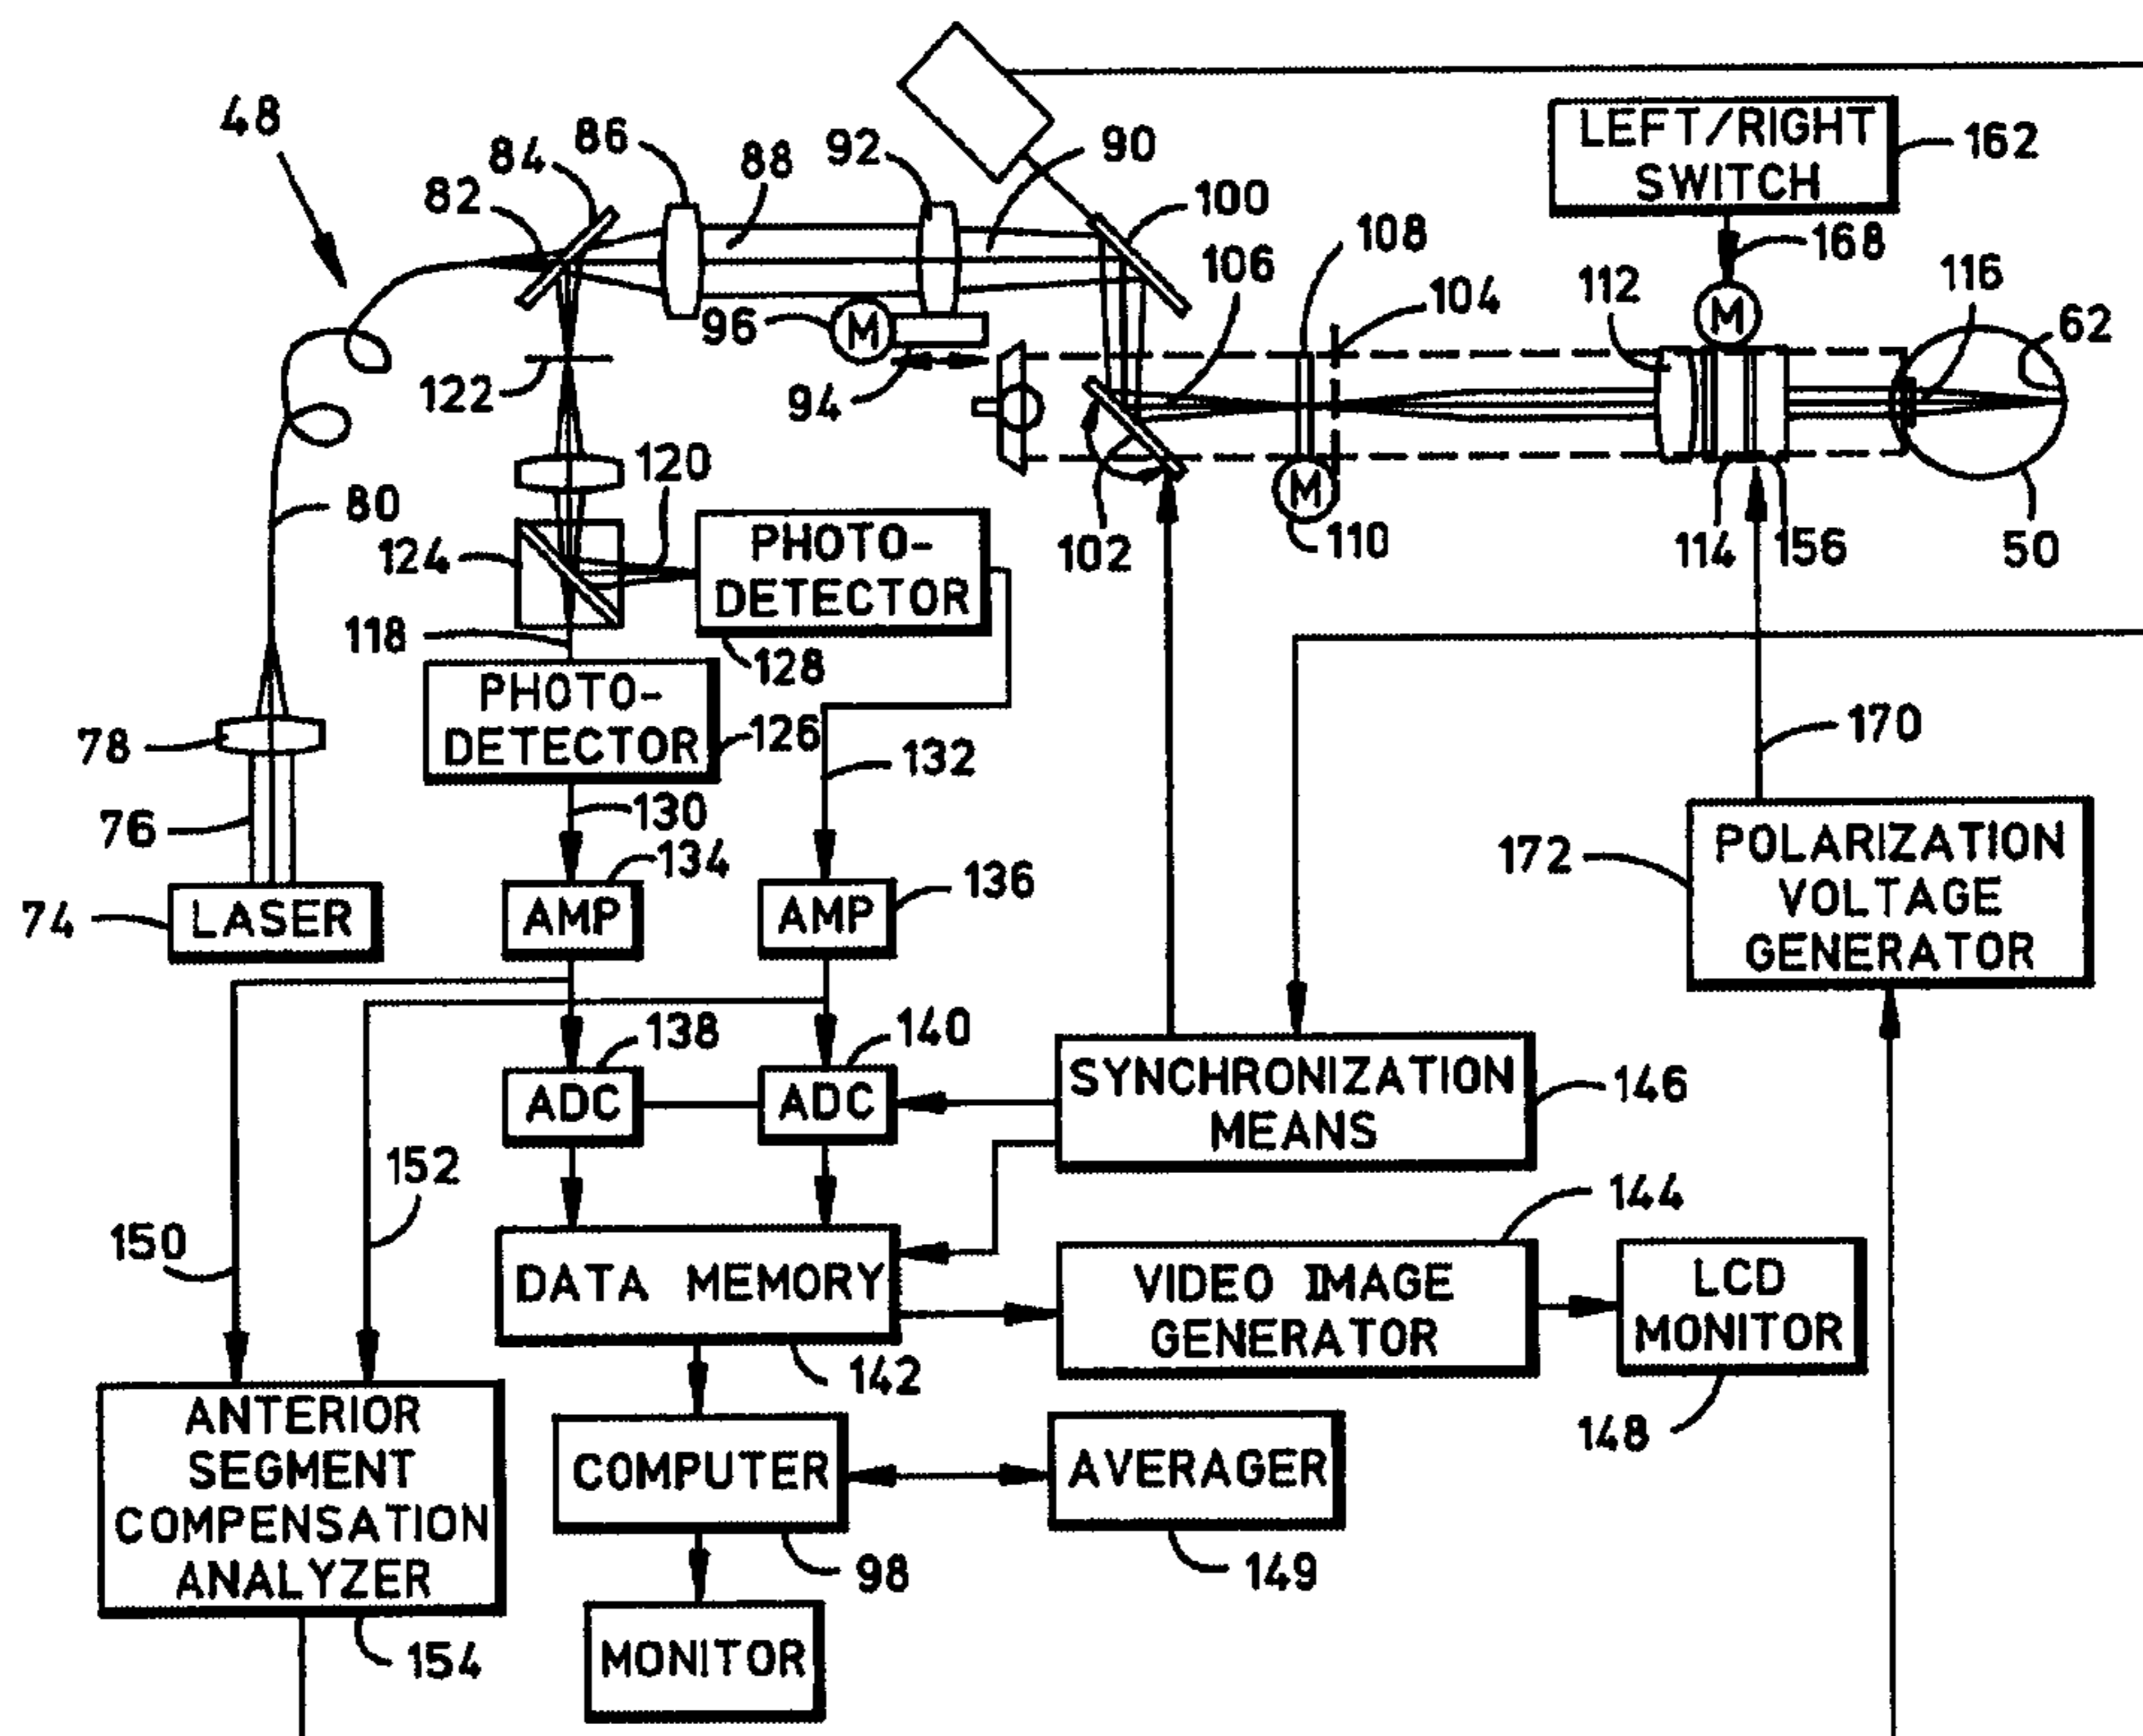 48
86
84
82
88
92
90
100
LEFT/RIGHT
SWITCH
162
168
108
106
104
112
116
62
M
96
94
122
M
M
110
102
114
156
50
80
120
124
PHOTO-
DETECTOR
128
118
PHOTO-
DETECTOR
126
78
132
170
76
130
134
136
POLARIZATION
VOLTAGE
GENERATOR
172
74
LASER
AMP
AMP
138
140
ADC
ADC
SYNCHRONIZATION
MEANS
146
152
150
144
DATA MEMORY
142
VIDEO IMAGE
GENERATOR
LCD
MONITOR
148
ANTERIOR
SEGMENT
COMPENSATION
ANALYZER
154
COMPUTER
98
AVERAGER
149
MONITOR